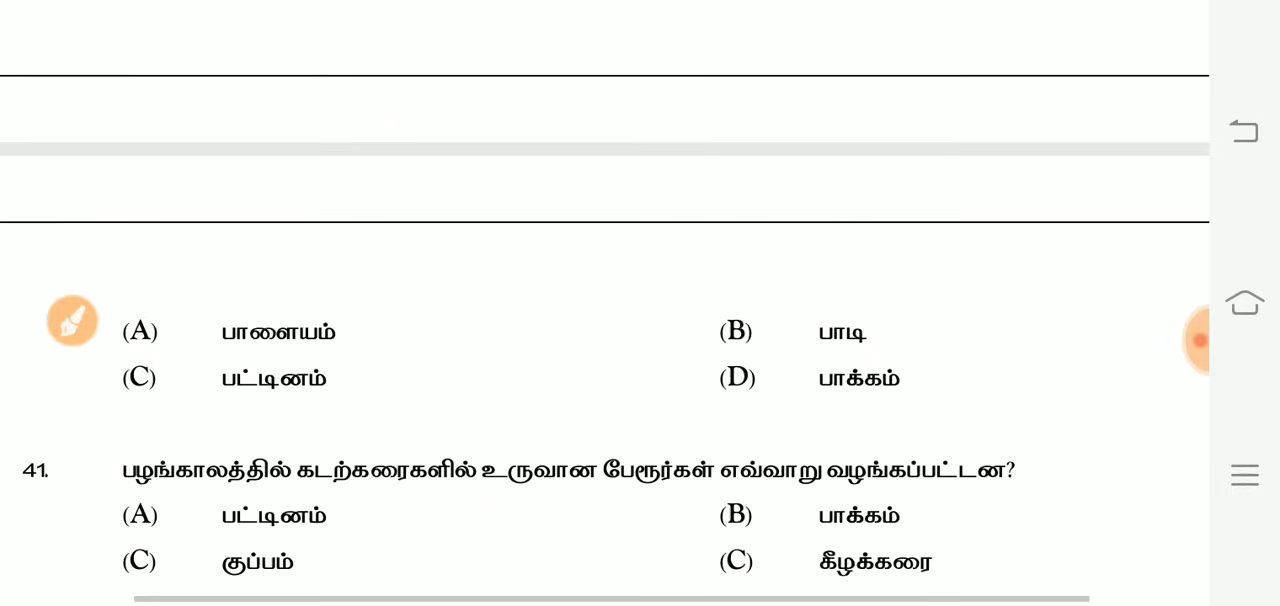 (A) பாளையம் (B) பாடி
(C) பட்டினம் (D) பாக்கம்
41. பழங்காலத்தில் கடற்கரைகளில் உருவான பேரூர்கள் எவ்வாறு வழங்கப்பட்டன?
(A) பட்டினம் (B) பாக்கம்
(C) குப்பம் (C) கீழக்கரை